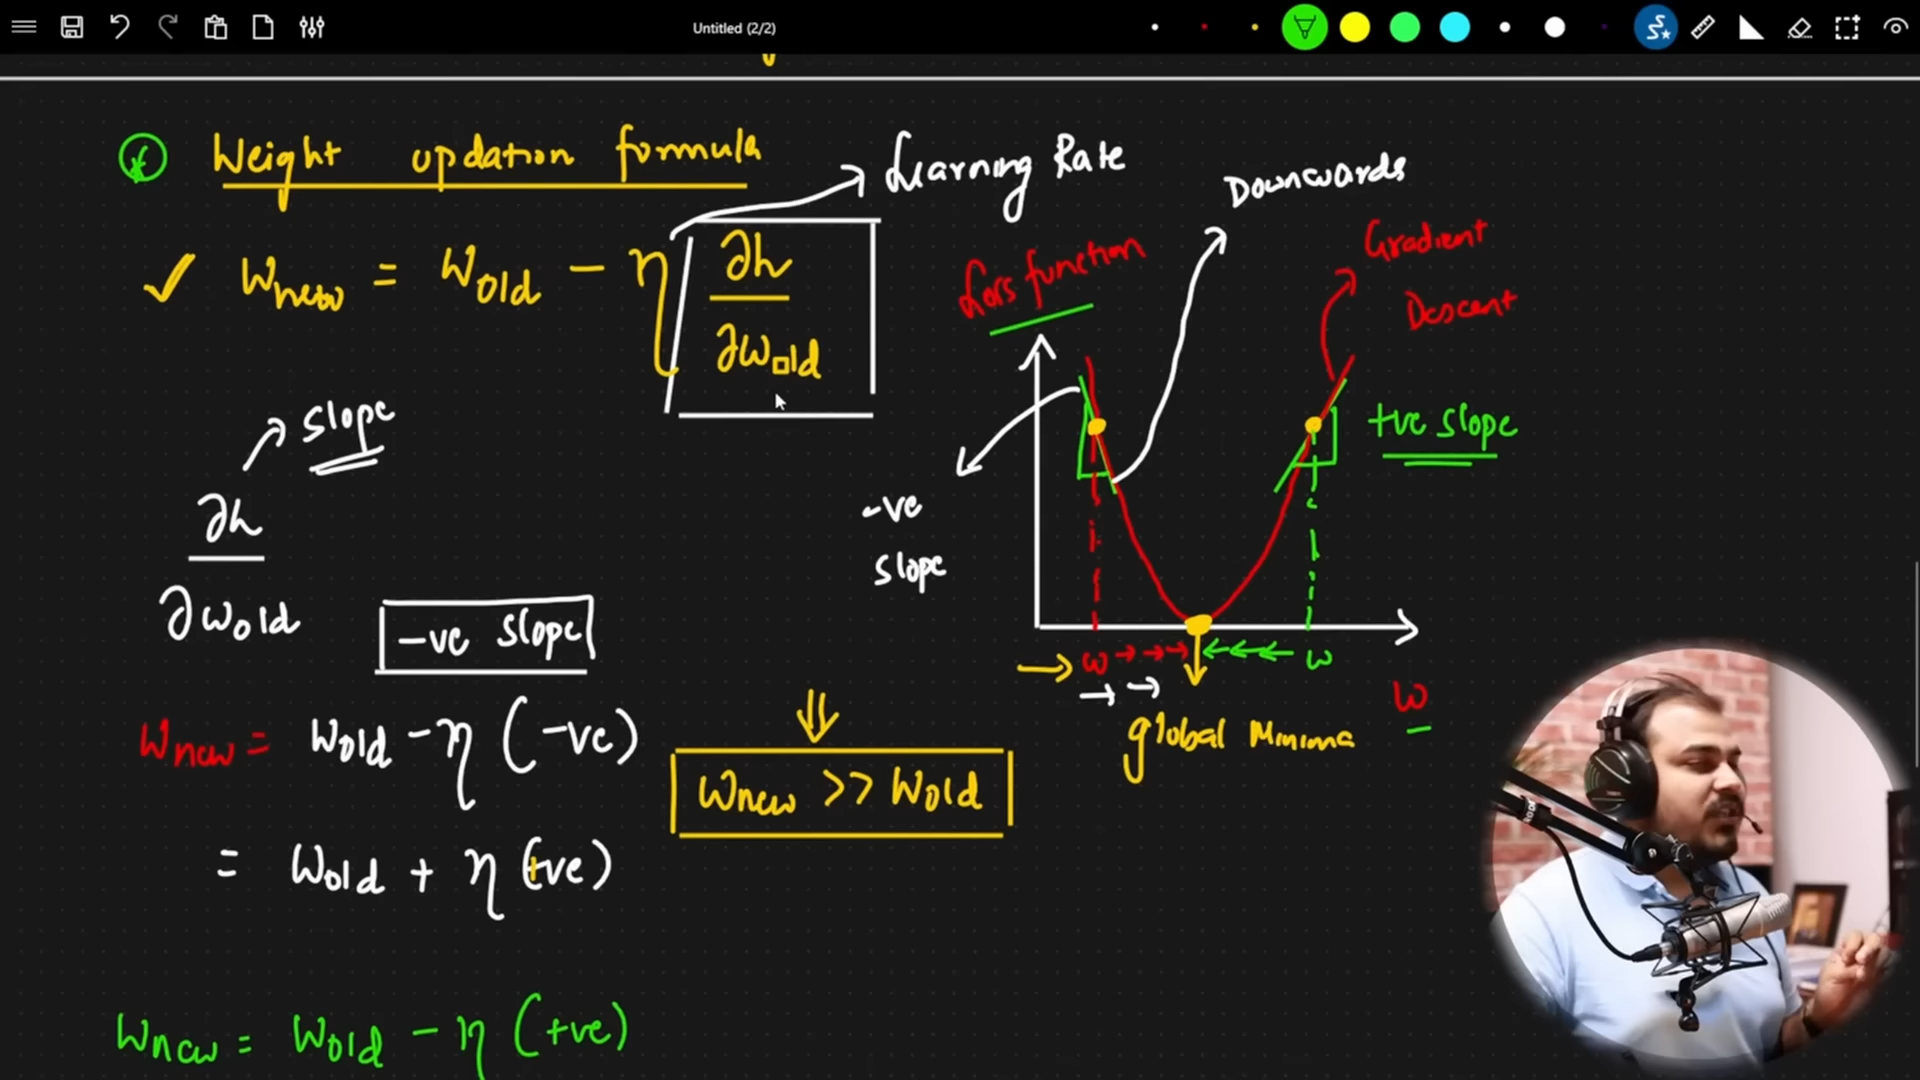 Untitled (2/2)
Weight updation formula
Learning Rate
Downwards
Wnew = Wold - η ∂h
∂Wold
Loss function
Gradient
Descent
slope
∂h
∂Wold
+ve slope
-ve
slope
-ve slope
w → → →
← ← ← w
W
global Minima
Wnew = Wold - η (-ve)
Wnew >> Wold
= Wold + η (+ve)
Wnew = Wold - η (+ve)